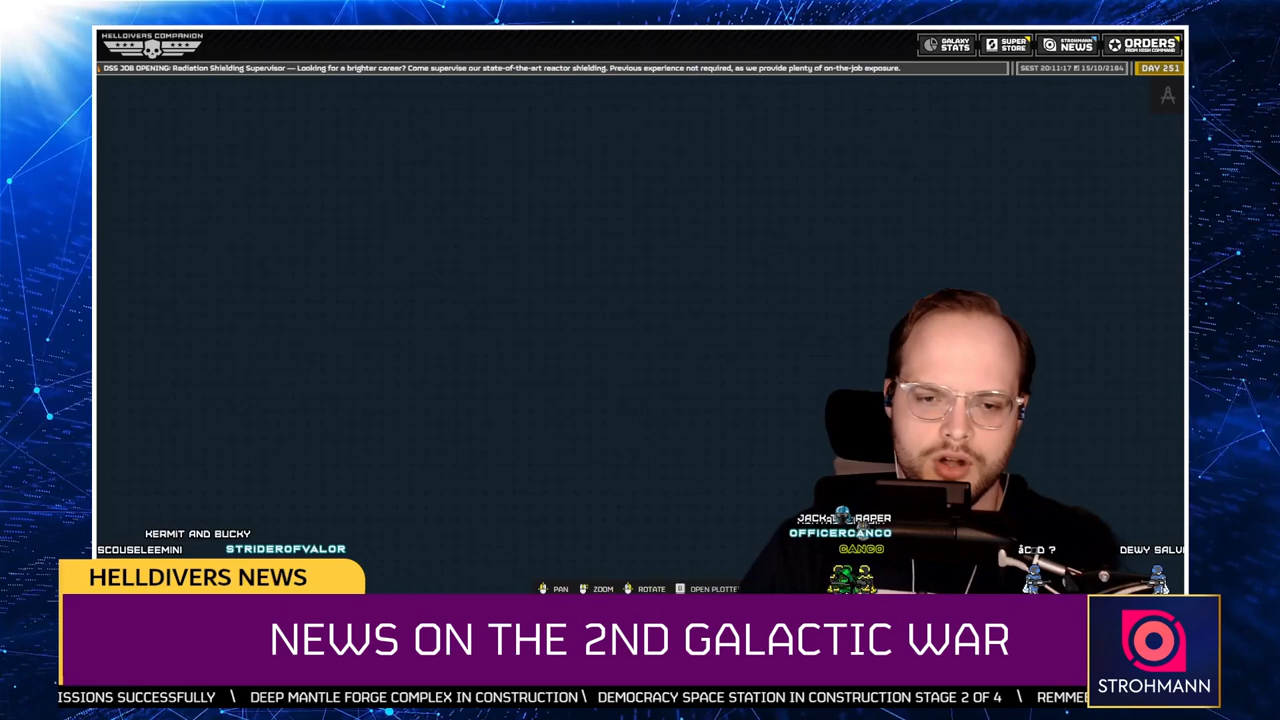 HELLDIVERS COMPANION
GALAXY STATS
SUPER STORE
STROHMANN NEWS
ORDERS FROM HIGH COMMAND
DSS JOB OPENING: Radiation Shielding Supervisor — Looking for a brighter career? Come supervise our state-of-the-art reactor shielding. Previous experience not required, as we provide plenty of on-the-job exposure.
SEST 20:11:17 15/10/2184
DAY 251
KERMIT AND BUCKY
SCOUSELEEMINI
STRIDEROFVALOR
OFFICERCANCO
CANCO
DEWY SALV
PAN
ZOOM
ROTATE
OPEN PLOTTE
HELLDIVERS NEWS
NEWS ON THE 2ND GALACTIC WAR
STROHMANN
ISSIONS SUCCESSFULLY \ DEEP MANTLE FORGE COMPLEX IN CONSTRUCTION \ DEMOCRACY SPACE STATION IN CONSTRUCTION STAGE 2 OF 4 \ REMME